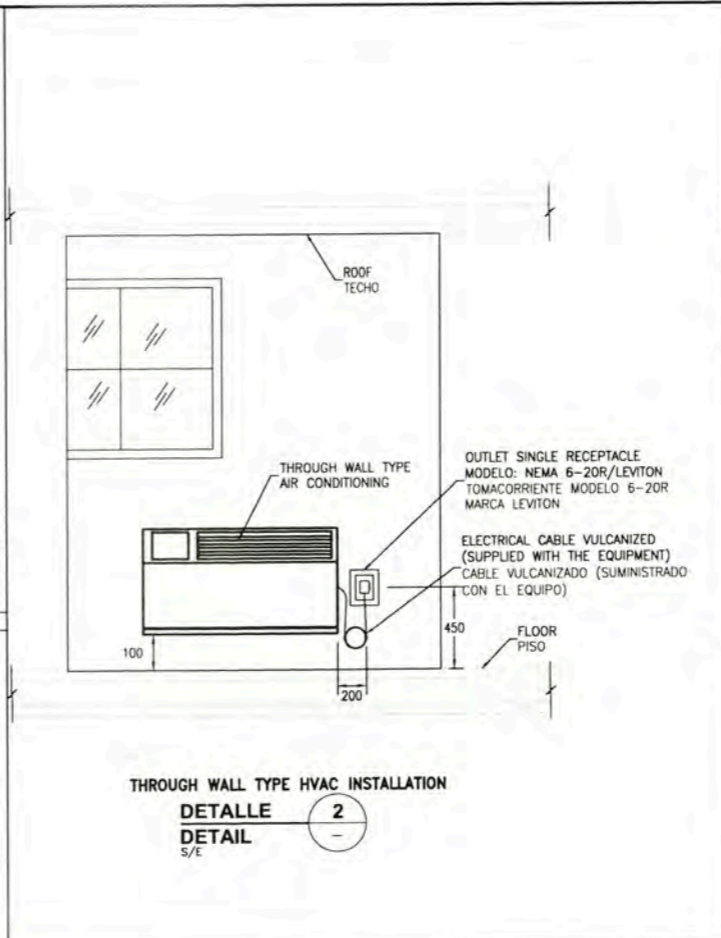 ROOF
TECHO
THROUGH WALL TYPE
AIR CONDITIONING
OUTLET SINGLE RECEPTACLE
MODELO: NEMA 6-20R/LEVITON
TOMACORRIENTE MODELO 6-20R
MARCA LEVITON
ELECTRICAL CABLE VULCANIZED
(SUPPLIED WITH THE EQUIPMENT)
CABLE VULCANIZADO (SUMINISTRADO
CON EL EQUIPO)
450
FLOOR
PISO
100
200
THROUGH WALL TYPE HVAC INSTALLATION
DETALLE 2
DETAIL -
S/E